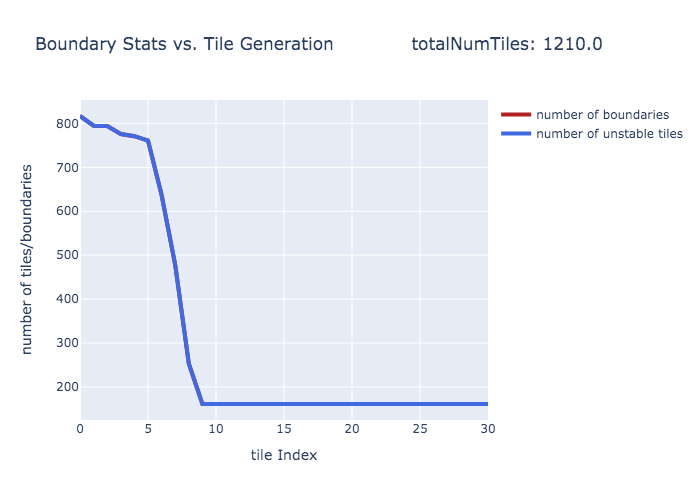 Boundary Stats vs. Tile Generation totalNumTiles: 1210.0
number of boundaries
number of unstable tiles
number of tiles/boundaries
800
700
600
500
400
300
200
0 5 10 15 20 25 30
tile Index